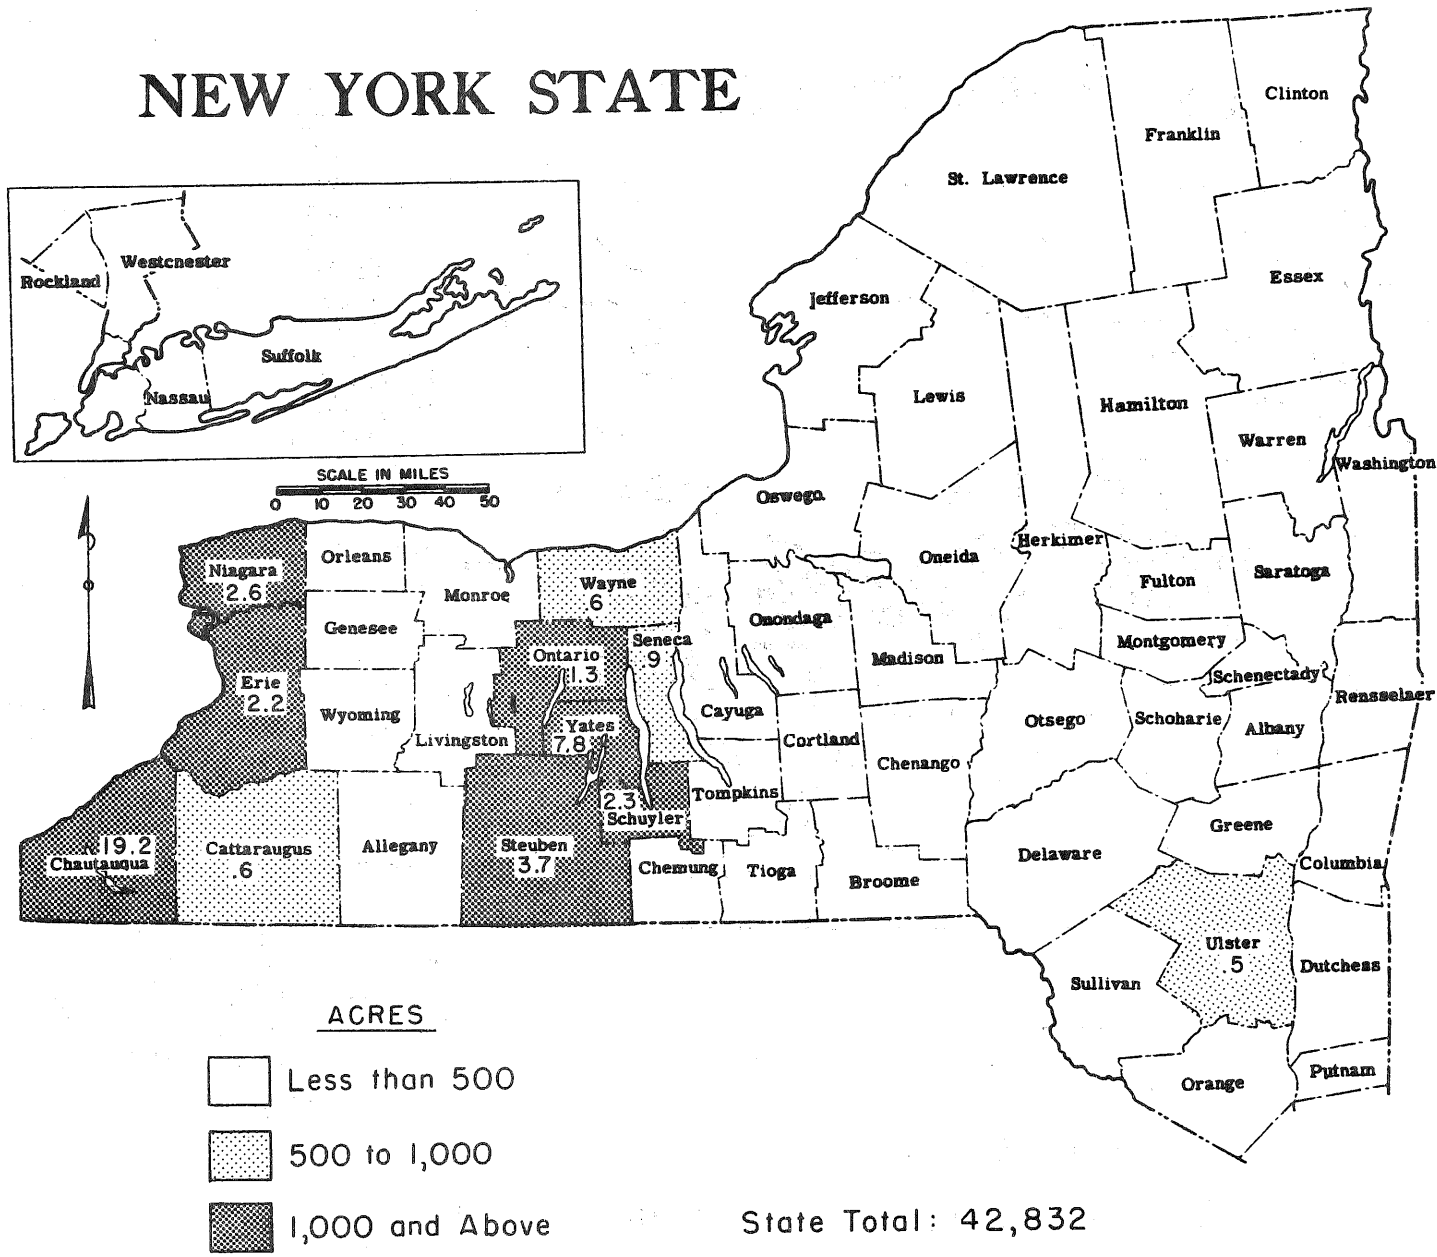 NEW YORK STATE
Clinton
Franklin
St. Lawrence
Rockland
Westcnester
Essex
Jefferson
Suffolk
Nassau
Lewis
Hamilton
Warren
Washington
SCALE IN MILES
0 10 20 30 40 50
Oswego
Orleans
Niagara
2.6
Wayne
.6
Monroe
Oneida
Herkimer
Fulton
Saratoga
Genesee
Onondaga
Montgomery
Seneca
.9
Ontario
1.3
Madison
Schenectady
Erie
2.2
Rensselaer
Wyoming
Cayuga
Otsego
Schoharie
Albany
Livingston
Yates
7.8
Cortland
Chenango
Tompkins
2.3
Schuyler
Greene
19.2
Chautauqua
Cattaraugus
.6
Allegany
Steuben
3.7
Chemung
Tioga
Broome
Delaware
Columbia
Ulster
.5
Dutchess
Sullivan
Orange
Putnam
ACRES
Less than 500
500 to 1,000
1,000 and Above
State Total: 42,832